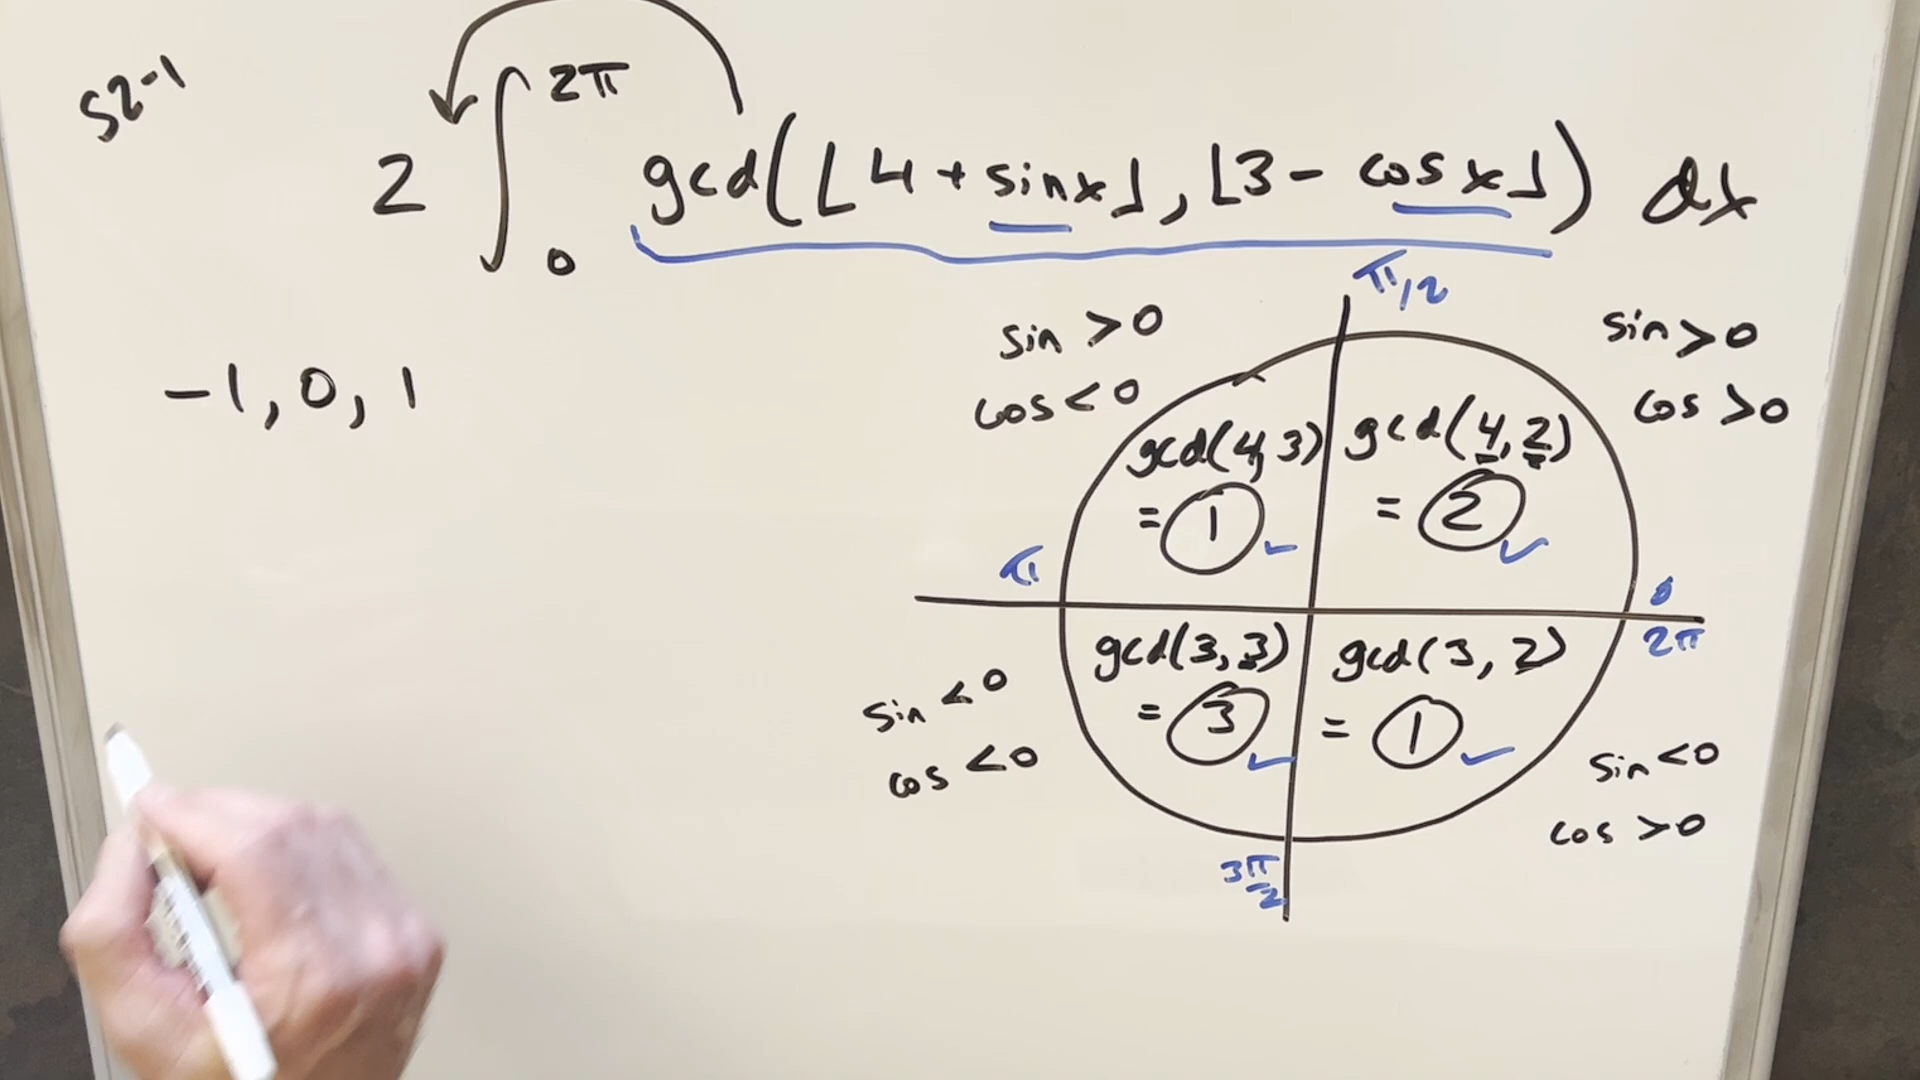 S2-1
2 ∫₀^2π gcd(⌊4 + sin x⌋, ⌊3 - cos x⌋) dx
-1, 0, 1
π/2
sin > 0
cos < 0
sin > 0
cos > 0
gcd(4, 3)
= 1
gcd(4, 2)
= 2
π
0
2π
gcd(3, 3)
= 3
gcd(3, 2)
= 1
sin < 0
cos < 0
sin < 0
cos > 0
3π/2